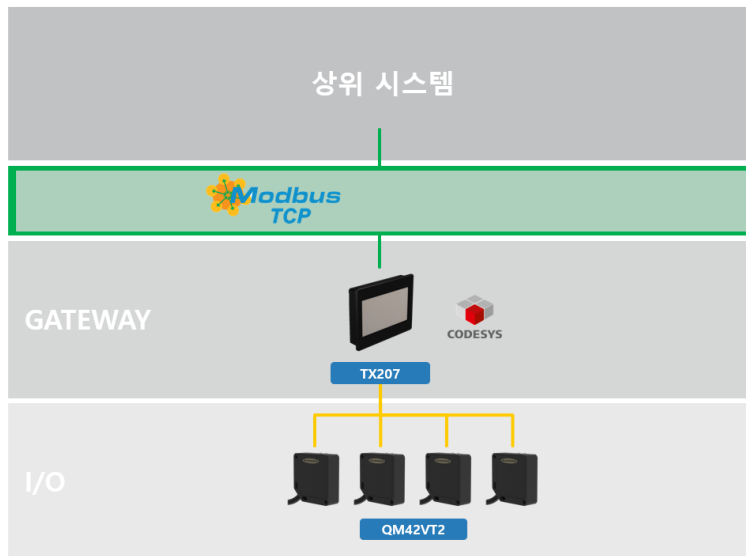 상위 시스템
Modbus
TCP
GATEWAY
CODESYS
TX207
I/O
QM42VT2